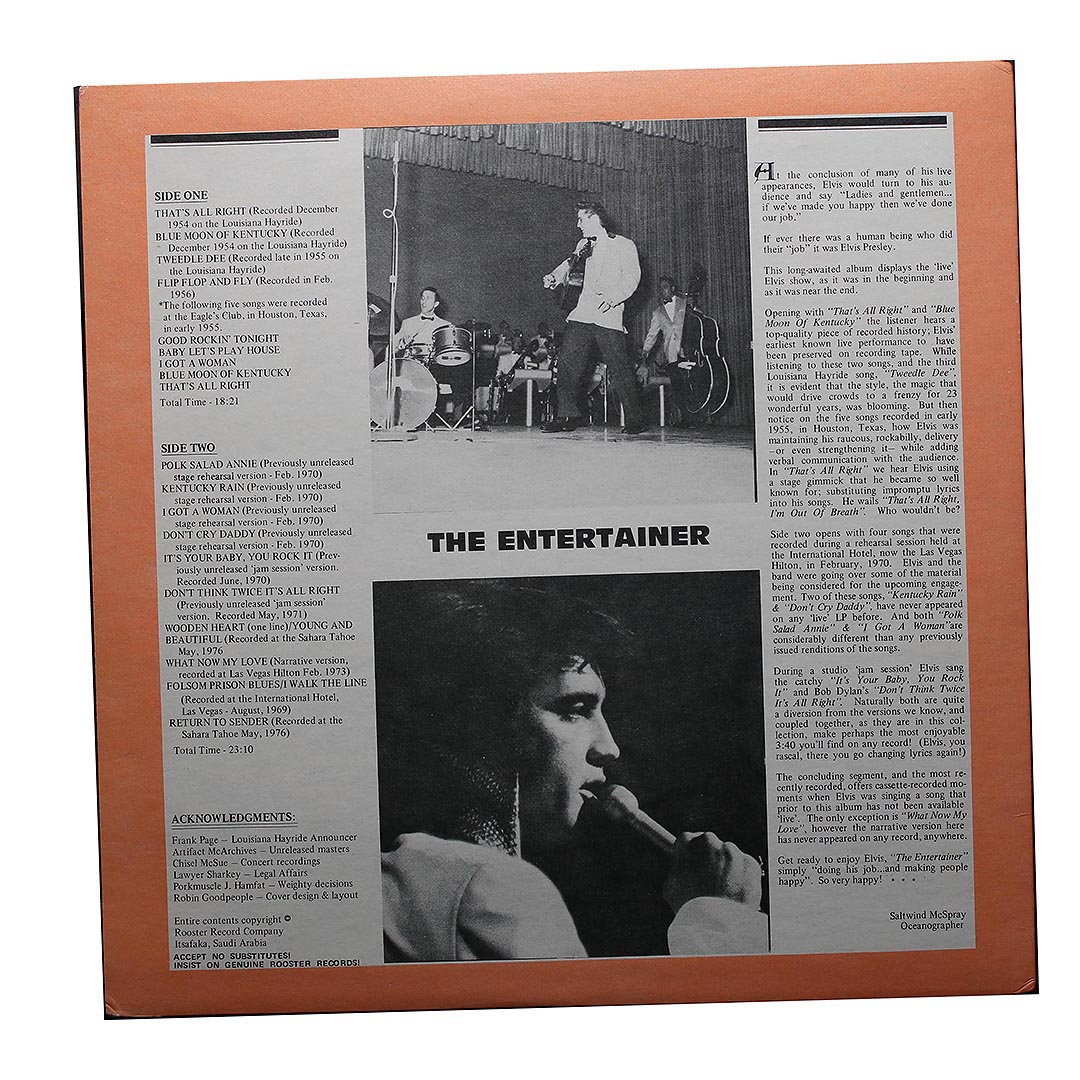 SIDE ONE
THAT'S ALL RIGHT (Recorded December
1954 on the Louisiana Hayride)
BLUE MOON OF KENTUCKY (Recorded
December 1954 on the Louisiana Hayride)
TWEEDLE DEE (Recorded late in 1955 on
the Louisiana Hayride)
FLIP FLOP AND FLY (Recorded in Feb.
1956)
*The following five songs were recorded
at the Eagle's Club, in Houston, Texas,
in early 1955.
GOOD ROCKIN' TONIGHT
BABY LET'S PLAY HOUSE
I GOT A WOMAN
BLUE MOON OF KENTUCKY
THAT'S ALL RIGHT
Total Time - 18:21
SIDE TWO
POLK SALAD ANNIE (Previously unreleased
stage rehearsal version - Feb. 1970)
KENTUCKY RAIN (Previously unreleased
stage rehearsal version - Feb. 1970)
I GOT A WOMAN (Previously unreleased
stage rehearsal version - Feb. 1970)
DON'T CRY DADDY (Previously unreleased
stage rehearsal version - Feb. 1970)
IT'S YOUR BABY, YOU ROCK IT (Prev-
iously unreleased 'jam session' version.
Recorded June, 1970)
DON'T THINK TWICE IT'S ALL RIGHT
(Previously unreleased 'jam session'
version. Recorded May, 1971)
WOODEN HEART (one line)/YOUNG AND
BEAUTIFUL (Recorded at the Sahara Tahoe
May, 1976
WHAT NOW MY LOVE (Narrative version,
recorded at Las Vegas Hilton Feb. 1973)
FOLSOM PRISON BLUES/I WALK THE LINE
(Recorded at the International Hotel,
Las Vegas - August, 1969)
RETURN TO SENDER (Recorded at the
Sahara Tahoe May, 1976)
Total Time - 23:10
ACKNOWLEDGMENTS:
Frank Page — Louisiana Hayride Announcer
Artifact McArchives — Unreleased masters
Chisel McSue — Concert recordings
Lawyer Sharkey — Legal Affairs
Porkmuscle J. Hamfat — Weighty decisions
Robin Goodpeople — Cover design & layout
Entire contents copyright ©
Rooster Record Company
Itsafaka, Saudi Arabia
ACCEPT NO SUBSTITUTES!
INSIST ON GENUINE ROOSTER RECORDS!
THE ENTERTAINER
At the conclusion of many of his live
appearances, Elvis would turn to his au-
dience and say "Ladies and gentlemen...
if we've made you happy then we've done
our job."
If ever there was a human being who did
their "job" it was Elvis Presley.
This long-awaited album displays the 'live'
Elvis show, as it was in the beginning and
as it was near the end.
Opening with "That's All Right" and "Blue
Moon Of Kentucky" the listener hears a
top-quality piece of recorded history; Elvis'
earliest known live performance to have
been preserved on recording tape. While
listening to these two songs, and the third
Louisiana Hayride song, "Tweedle Dee",
it is evident that the style, the magic that
would drive crowds to a frenzy for 23
wonderful years, was blooming. But then
notice on the five songs recorded in early
1955, in Houston, Texas, how Elvis was
maintaining his raucous, rockabilly, delivery
—or even strengthening it— while adding
verbal communication with the audience.
In "That's All Right" we hear Elvis using
a stage gimmick that he became so well
known for; substituting impromptu lyrics
into his songs. He wails "That's All Right,
I'm Out Of Breath". Who wouldn't be?
Side two opens with four songs that were
recorded during a rehearsal session held at
the International Hotel, now the Las Vegas
Hilton, in February, 1970. Elvis and the
band were going over some of the material
being considered for the upcoming engage-
ment. Two of these songs, "Kentucky Rain"
& "Don't Cry Daddy", have never appeared
on any 'live' LP before. And both "Polk
Salad Annie" & "I Got A Woman"are
considerably different than any previously
issued renditions of the songs.
During a studio 'jam session' Elvis sang
the catchy "It's Your Baby, You Rock
It" and Bob Dylan's "Don't Think Twice
It's All Right". Naturally both are quite
a diversion from the versions we know, and
coupled together, as they are in this col-
lection, make perhaps the most enjoyable
3:40 you'll find on any record! (Elvis, you
rascal, there you go changing lyrics again!)
The concluding segment, and the most re-
cently recorded, offers cassette-recorded mo-
ments when Elvis was singing a song that
prior to this album has not been available
'live'. The only exception is "What Now My
Love", however the narrative version here
has never appeared on any record, anywhere.
Get ready to enjoy Elvis, "The Entertainer"
simply "doing his job...and making people
happy". So very happy! . . . .
Saltwind McSpray
Oceanographer